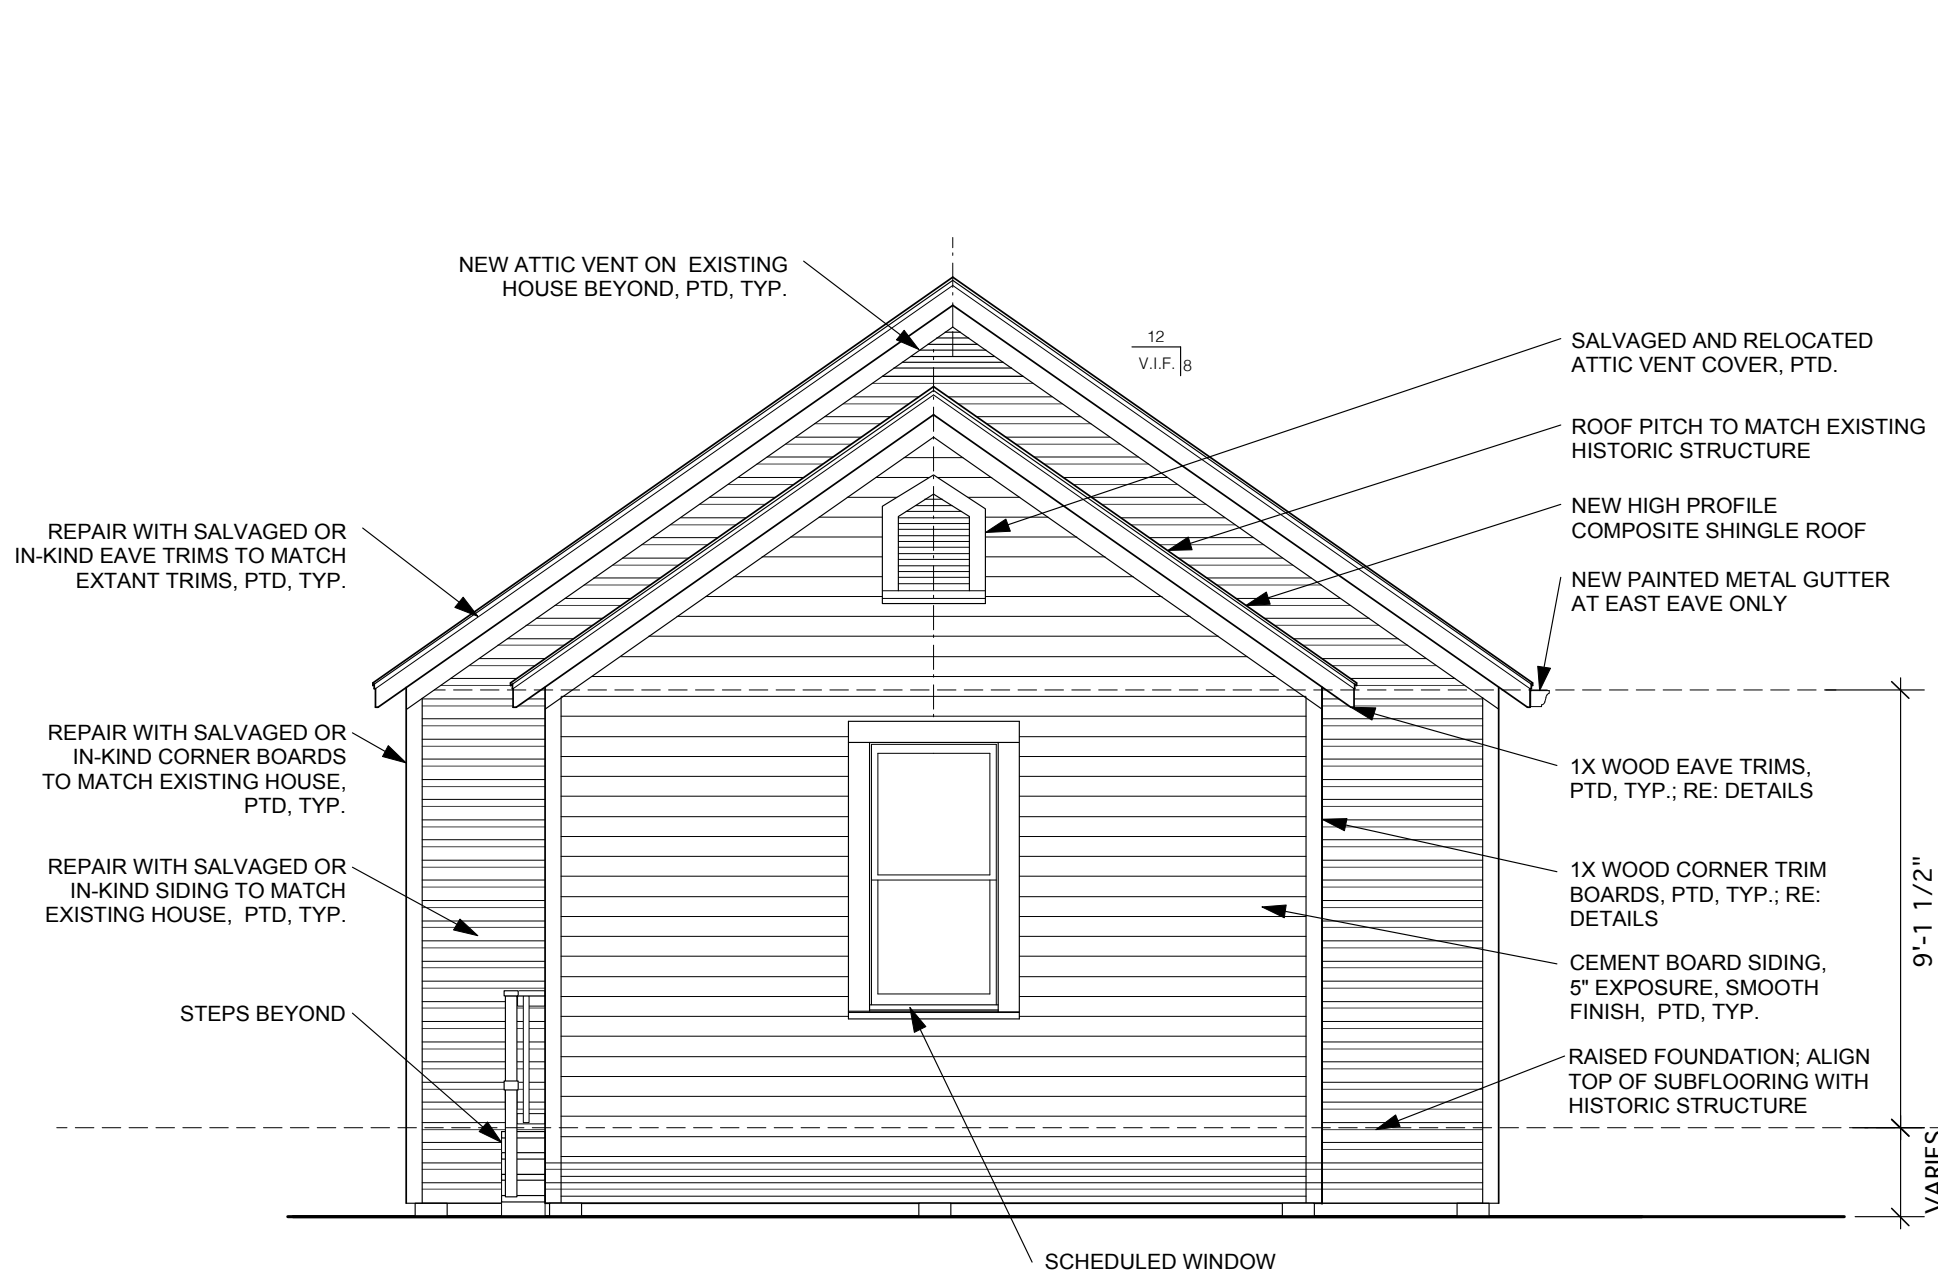 NEW ATTIC VENT ON  EXISTING
HOUSE BEYOND, PTD, TYP.
12
V.I.F.
8
SALVAGED AND RELOCATED
ATTIC VENT COVER, PTD.
ROOF PITCH TO MATCH EXISTING
HISTORIC STRUCTURE
NEW HIGH PROFILE
COMPOSITE SHINGLE ROOF
NEW PAINTED METAL GUTTER
AT EAST EAVE ONLY
REPAIR WITH SALVAGED OR
IN-KIND EAVE TRIMS TO MATCH
EXTANT TRIMS, PTD, TYP.
REPAIR WITH SALVAGED OR
IN-KIND CORNER BOARDS
TO MATCH EXISTING HOUSE,
PTD, TYP.
REPAIR WITH SALVAGED OR
IN-KIND SIDING TO MATCH
EXISTING HOUSE,  PTD, TYP.
STEPS BEYOND
1X WOOD EAVE TRIMS,
PTD, TYP.; RE: DETAILS
1X WOOD CORNER TRIM
BOARDS, PTD, TYP.; RE:
DETAILS
CEMENT BOARD SIDING,
5" EXPOSURE, SMOOTH
FINISH,  PTD, TYP.
RAISED FOUNDATION; ALIGN
TOP OF SUBFLOORING WITH
HISTORIC STRUCTURE
9'-1 1/2"
VARIES
SCHEDULED WINDOW